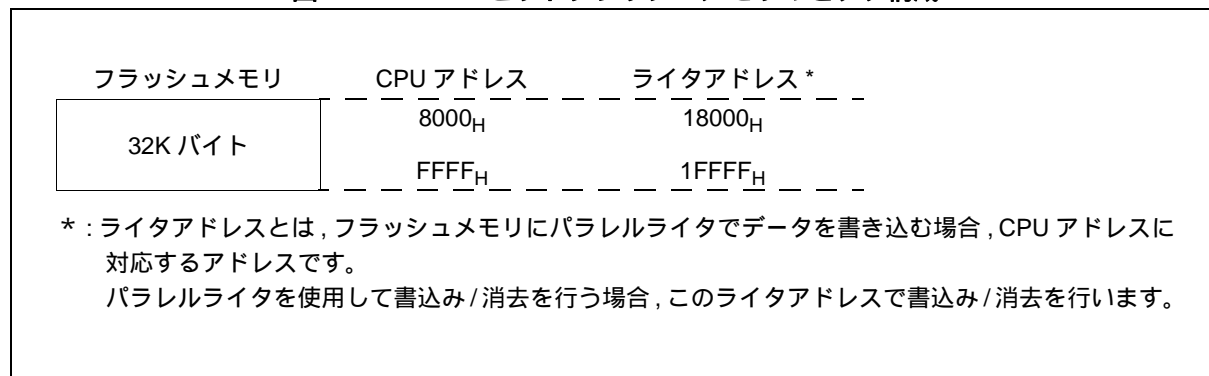 フラッシュメモリ CPU アドレス ライタアドレス *
8000H 18000H
32K バイト
FFFFH 1FFFFH
* : ライタアドレスとは , フラッシュメモリにパラレルライタでデータを書き込む場合 , CPU アドレスに
対応するアドレスです。
パラレルライタを使用して書込み / 消去を行う場合 , このライタアドレスで書込み / 消去を行います。